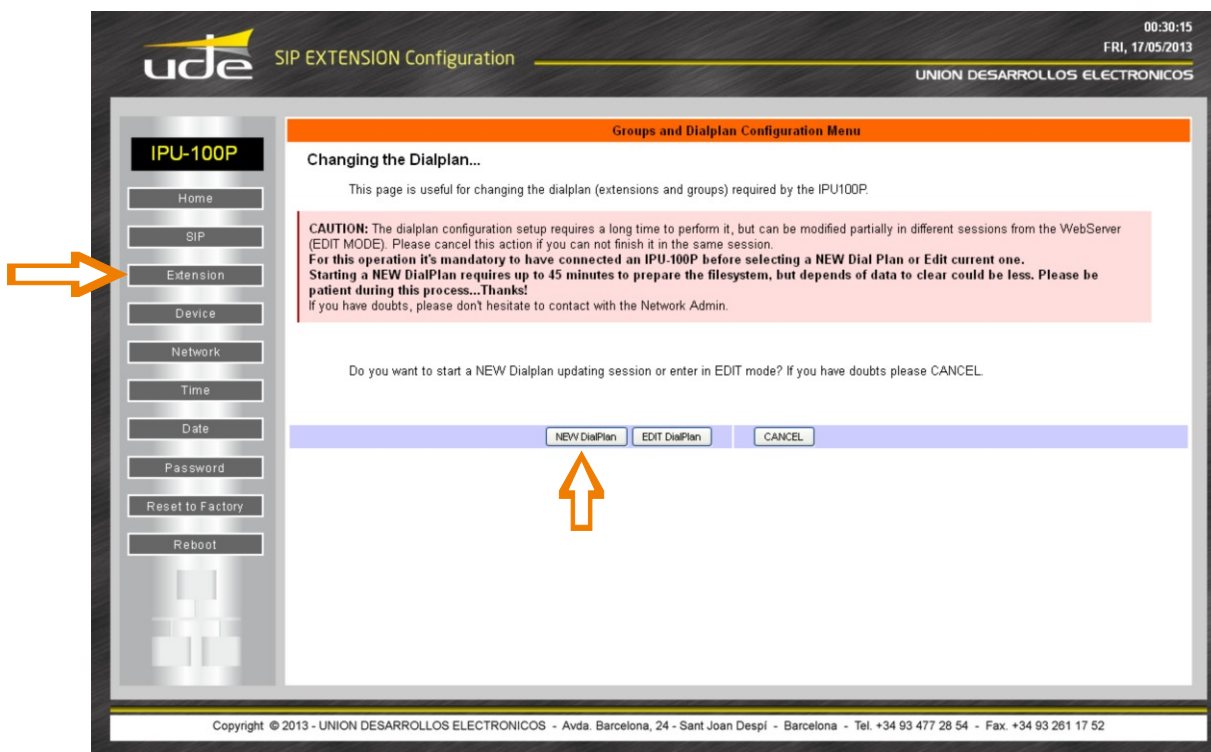 00:30:15
FRI, 17/05/2013
ude
SIP EXTENSION Configuration
UNION DESARROLLOS ELECTRONICOS
IPU-100P
Home
SIP
Extension
Device
Network
Time
Date
Password
Reset to Factory
Reboot
Groups and Dialplan Configuration Menu
Changing the Dialplan...
This page is useful for changing the dialplan (extensions and groups) required by the IPU100P.
CAUTION: The dialplan configuration setup requires a long time to perform it, but can be modified partially in different sessions from the WebServer
(EDIT MODE). Please cancel this action if you can not finish it in the same session.
For this operation it's mandatory to have connected an IPU-100P before selecting a NEW Dial Plan or Edit current one.
Starting a NEW DialPlan requires up to 45 minutes to prepare the filesystem, but depends of data to clear could be less. Please be
patient during this process...Thanks!
If you have doubts, please don't hesitate to contact with the Network Admin.
Do you want to start a NEW Dialplan updating session or enter in EDIT mode? If you have doubts please CANCEL.
NEW DialPlan EDIT DialPlan CANCEL
Copyright © 2013 - UNION DESARROLLOS ELECTRONICOS - Avda. Barcelona, 24 - Sant Joan Despí - Barcelona - Tel. +34 93 477 28 54 - Fax. +34 93 261 17 52